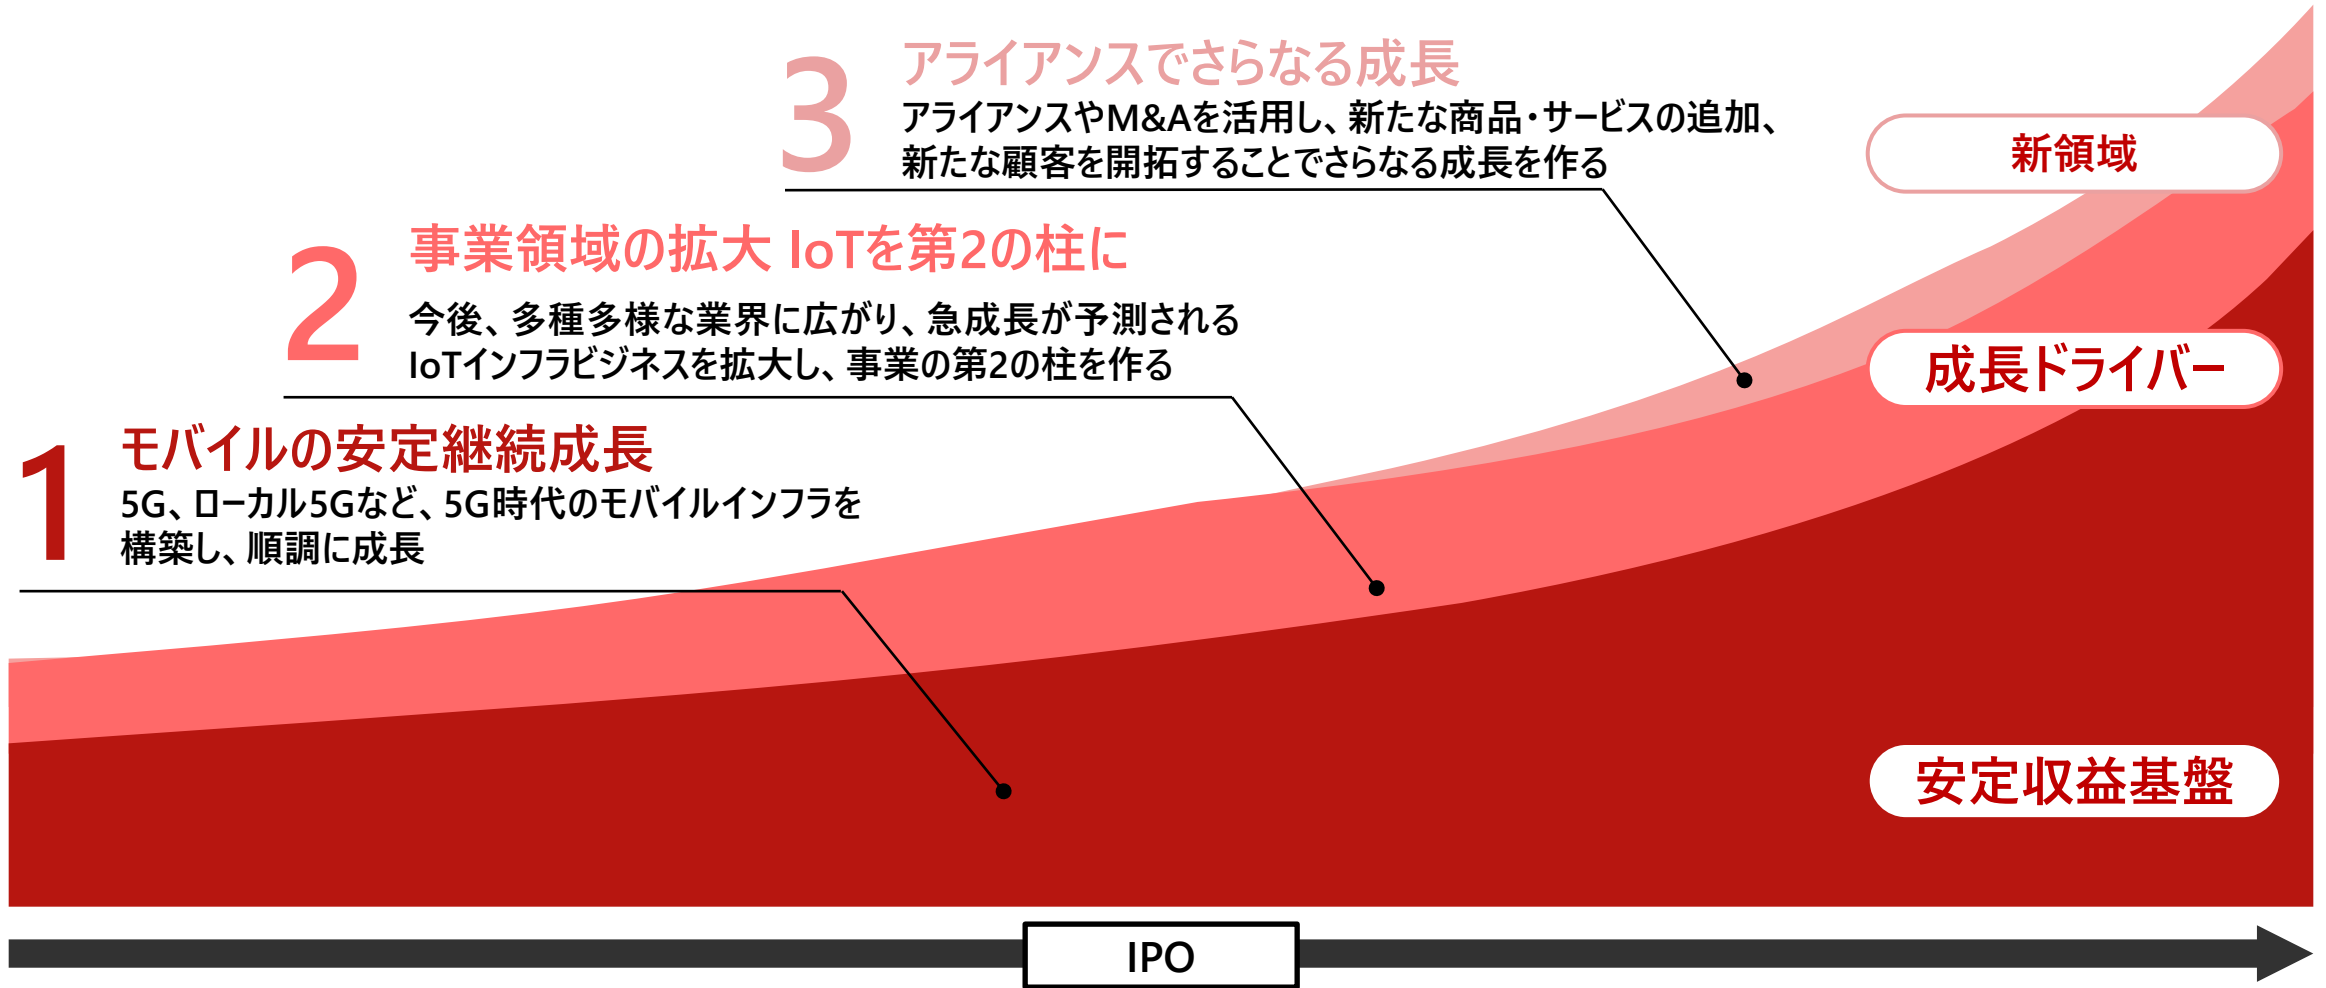 3
アライアンスでさらなる成長
アライアンスやM&Aを活用し、新たな商品・サービスの追加、
新たな顧客を開拓することでさらなる成長を作る
新領域
2
事業領域の拡大 IoTを第2の柱に
今後、多種多様な業界に広がり、急成長が予測される
IoTインフラビジネスを拡大し、事業の第2の柱を作る
成長ドライバー
1
モバイルの安定継続成長
5G、ローカル5Gなど、5G時代のモバイルインフラを
構築し、順調に成長
安定収益基盤
IPO